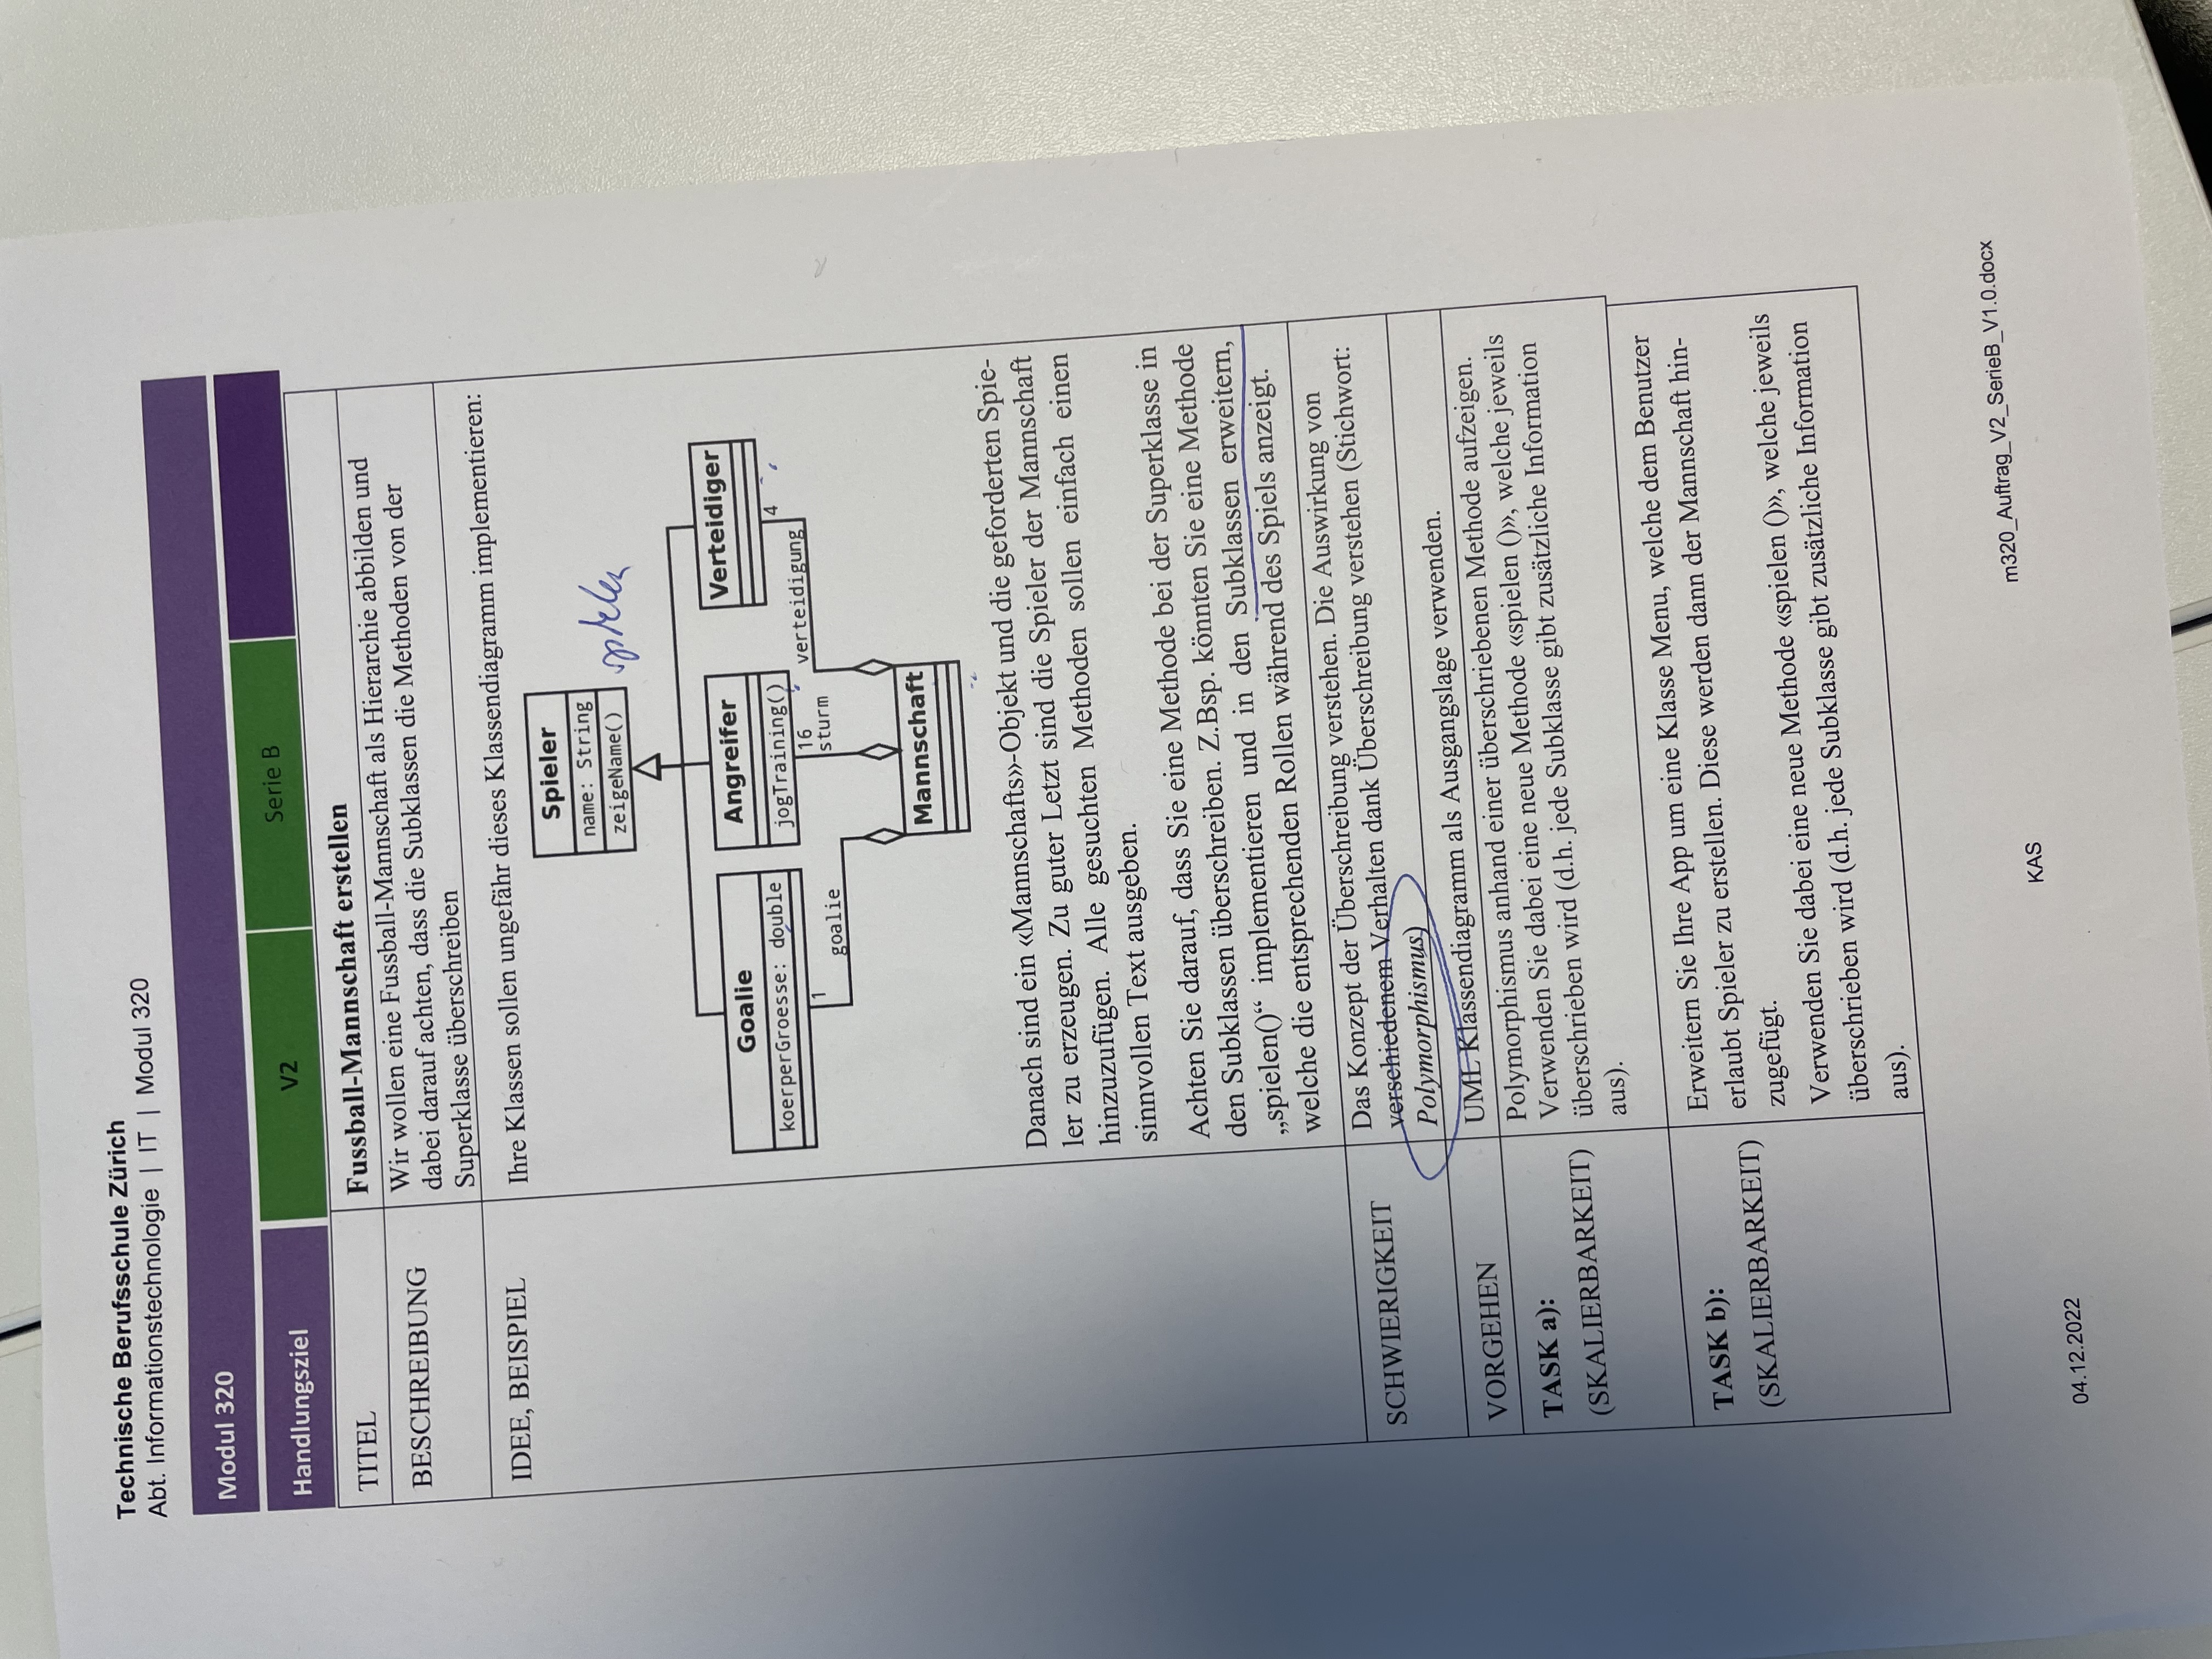 Technische Berufsschule Zürich
Abt. Informationstechnologie | IT | Modul 320
Modul 320
Handlungsziel
V2
Serie B
TITEL
Fussball-Mannschaft erstellen
BESCHREIBUNG
Wir wollen eine Fussball-Mannschaft als Hierarchie abbilden und
dabei darauf achten, dass die Subklassen die Methoden von der
Superklasse überschreiben
IDEE, BEISPIEL
Ihre Klassen sollen ungefähr dieses Klassendiagramm implementieren:
Spieler
name: String
zeigeName()
spielen
Goalie
koerperGroesse: double
Angreifer
jogTraining()
Verteidiger
1
goalie
16
sturm
4
verteidigung
Mannschaft
Danach sind ein «Mannschafts»-Objekt und die geforderten Spie-
ler zu erzeugen. Zu guter Letzt sind die Spieler der Mannschaft
hinzuzufügen. Alle gesuchten Methoden sollen einfach einen
sinnvollen Text ausgeben.
Achten Sie darauf, dass Sie eine Methode bei der Superklasse in
den Subklassen überschreiben. Z.Bsp. könnten Sie eine Methode
„spielen()“ implementieren und in den Subklassen erweitern,
welche die entsprechenden Rollen während des Spiels anzeigt.
SCHWIERIGKEIT
Das Konzept der Überschreibung verstehen. Die Auswirkung von
verschiedenem Verhalten dank Überschreibung verstehen (Stichwort:
Polymorphismus)
VORGEHEN
UML Klassendiagramm als Ausgangslage verwenden.
TASK a):
(SKALIERBARKEIT)
Polymorphismus anhand einer überschriebenen Methode aufzeigen.
Verwenden Sie dabei eine neue Methode «spielen ()», welche jeweils
überschrieben wird (d.h. jede Subklasse gibt zusätzliche Information
aus).
TASK b):
(SKALIERBARKEIT)
Erweitern Sie Ihre App um eine Klasse Menu, welche dem Benutzer
erlaubt Spieler zu erstellen. Diese werden dann der Mannschaft hin-
zugefügt.
Verwenden Sie dabei eine neue Methode «spielen ()», welche jeweils
überschrieben wird (d.h. jede Subklasse gibt zusätzliche Information
aus).
04.12.2022
KAS
m320_Auftrag_V2_SerieB_V1.0.docx